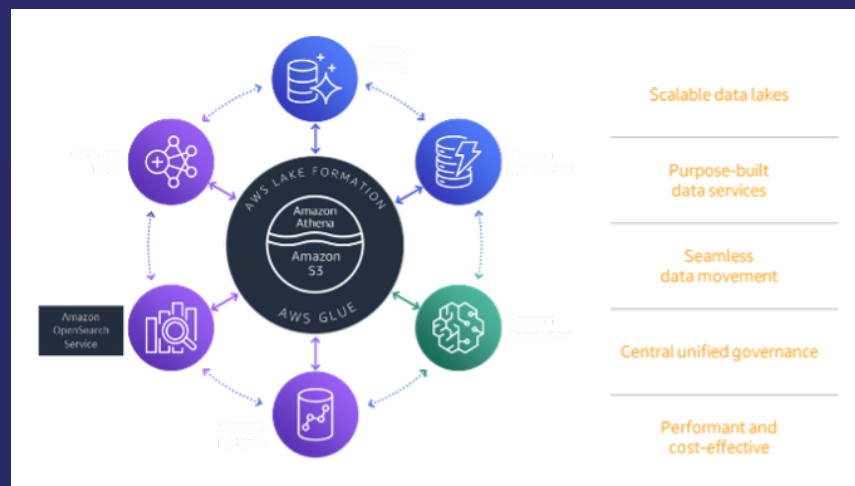 AWS LAKE FORMATION
Amazon
Athena
Amazon
S3
AWS GLUE
Amazon
OpenSearch
Service
Scalable data lakes
Purpose-built
data services
Seamless
data movement
Central unified governance
Performant and
cost-effective